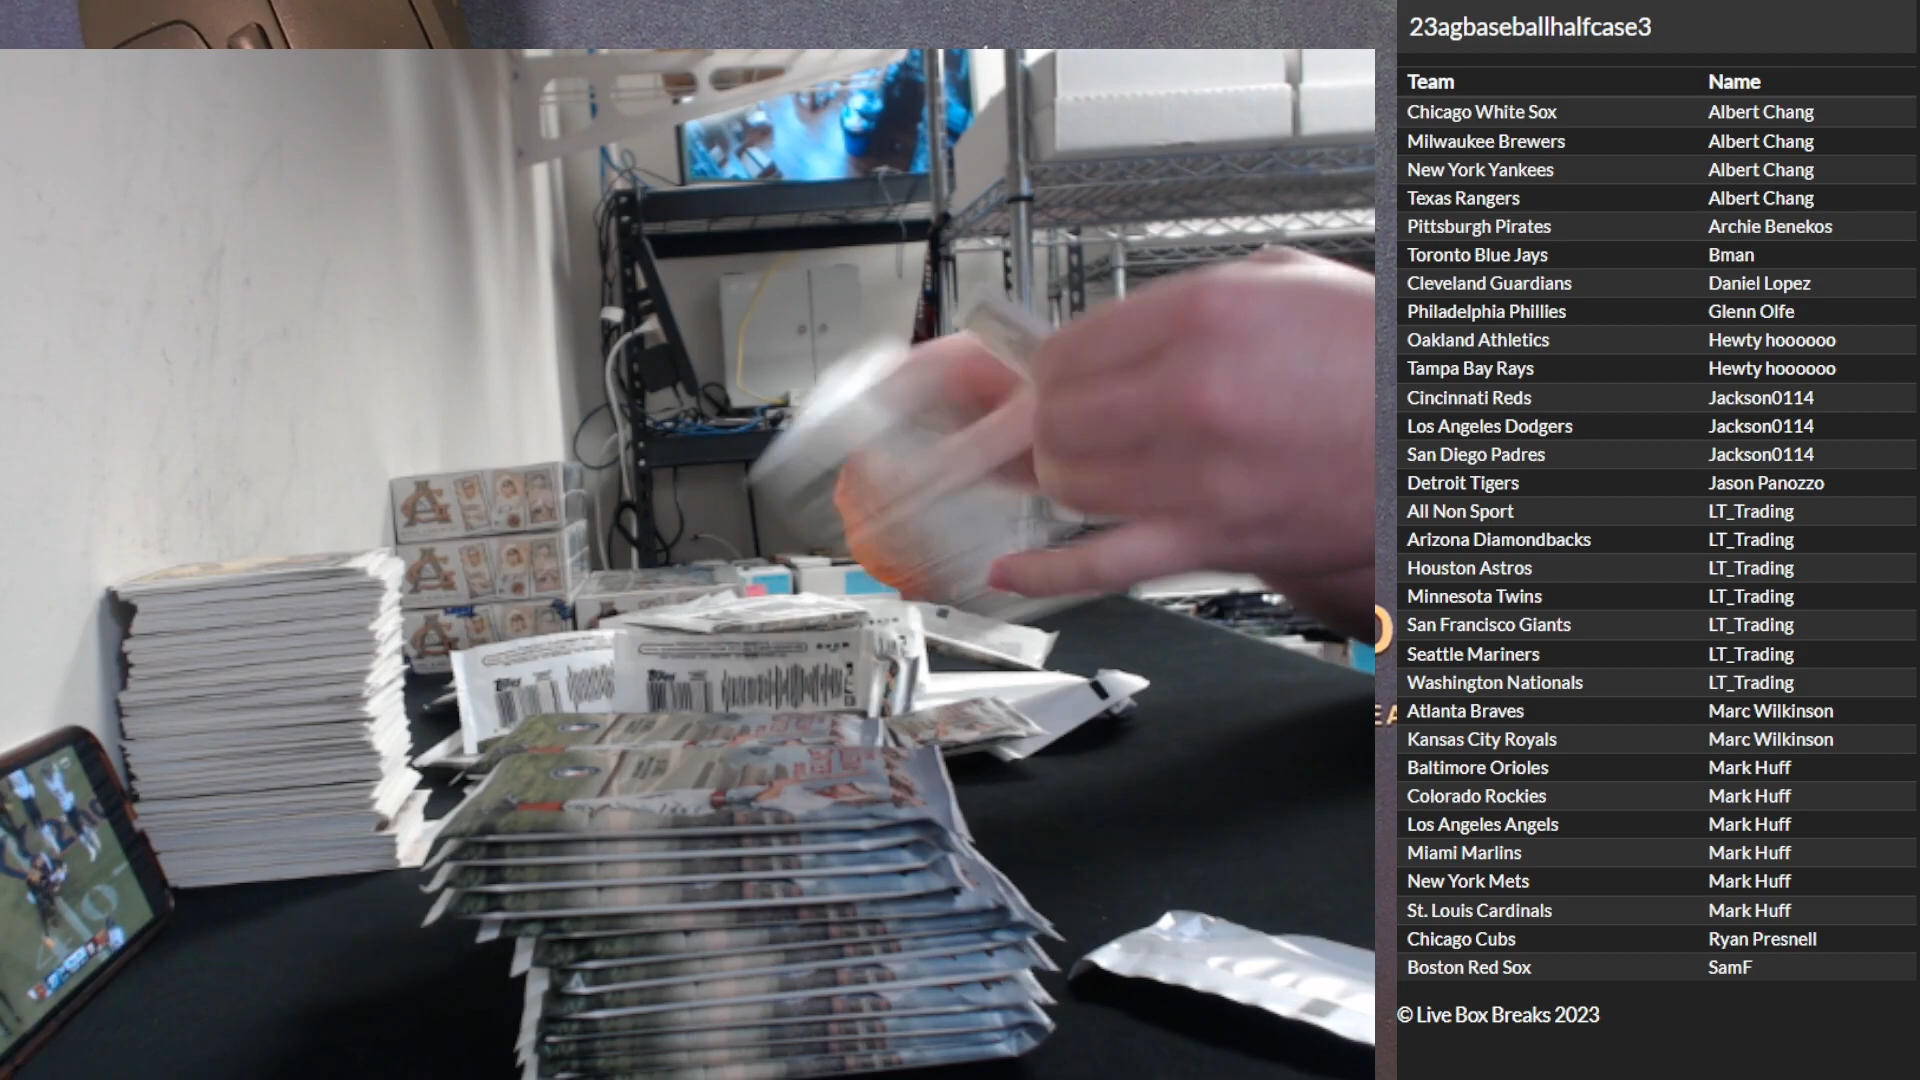 23agbaseballhalfcase3
Team Name
Chicago White Sox Albert Chang
Milwaukee Brewers Albert Chang
New York Yankees Albert Chang
Texas Rangers Albert Chang
Pittsburgh Pirates Archie Benekos
Toronto Blue Jays Bman
Cleveland Guardians Daniel Lopez
Philadelphia Phillies Glenn Olfe
Oakland Athletics Hewty hoooooo
Tampa Bay Rays Hewty hoooooo
Cincinnati Reds Jackson0114
Los Angeles Dodgers Jackson0114
San Diego Padres Jackson0114
Detroit Tigers Jason Panozzo
All Non Sport LT_Trading
Arizona Diamondbacks LT_Trading
Houston Astros LT_Trading
Minnesota Twins LT_Trading
San Francisco Giants LT_Trading
Seattle Mariners LT_Trading
Washington Nationals LT_Trading
Atlanta Braves Marc Wilkinson
Kansas City Royals Marc Wilkinson
Baltimore Orioles Mark Huff
Colorado Rockies Mark Huff
Los Angeles Angels Mark Huff
Miami Marlins Mark Huff
New York Mets Mark Huff
St. Louis Cardinals Mark Huff
Chicago Cubs Ryan Presnell
Boston Red Sox SamF
© Live Box Breaks 2023
Topps
Topps